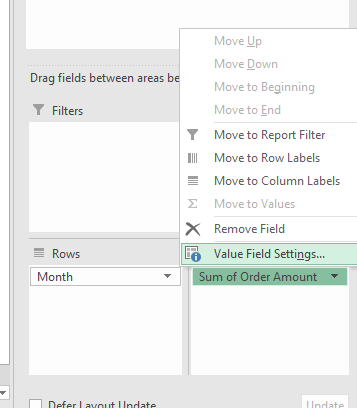 Move Up
Move Down
Drag fields between areas be
Move to Beginning
Move to End
Filters
Move to Report Filter
Move to Row Labels
Move to Column Labels
Move to Values
Remove Field
Rows
Value Field Settings...
Month
Sum of Order Amount
Defer Layout Update
Update